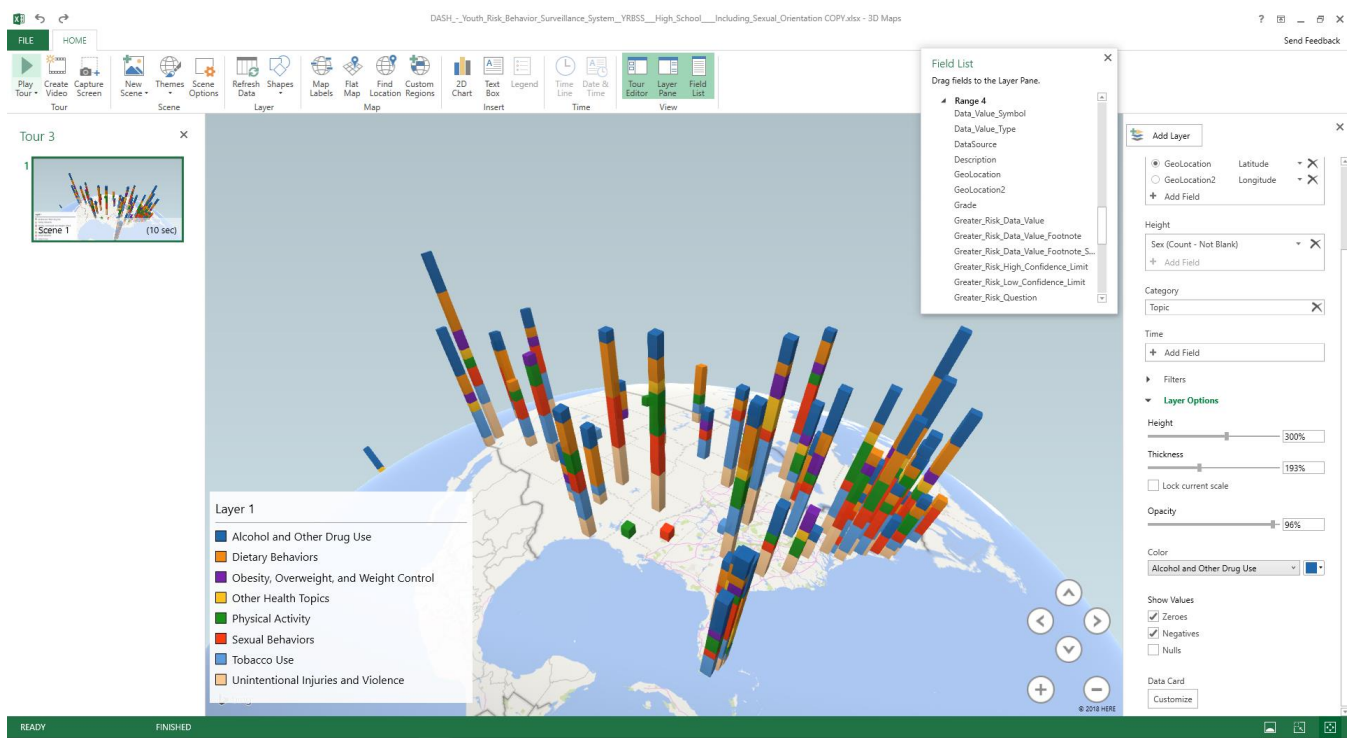 DASH_-_Youth_Risk_Behavior_Surveillance_System__YRBSS__High_School___Including_Sexual_Orientation COPY.xlsx - 3D Maps
?
FILE HOME
Send Feedback
Play Tour
Create Video
Capture Screen
Tour
New Scene
Themes
Scene Options
Scene
Refresh Data
Shapes
Layer
Map Labels
Flat Map
Find Location
Custom Regions
Map
2D Chart
Text Box
Legend
Insert
Time Line
Date & Time
Time
Tour Editor
Layer Pane
Field List
View
Tour 3
1
Scene 1 (10 sec)
Field List
Drag fields to the Layer Pane.
Range 4
Data_Value_Symbol
Data_Value_Type
DataSource
Description
GeoLocation
GeoLocation2
Grade
Greater_Risk_Data_Value
Greater_Risk_Data_Value_Footnote
Greater_Risk_Data_Value_Footnote_S...
Greater_Risk_High_Confidence_Limit
Greater_Risk_Low_Confidence_Limit
Greater_Risk_Question
Layer 1
Alcohol and Other Drug Use
Dietary Behaviors
Obesity, Overweight, and Weight Control
Other Health Topics
Physical Activity
Sexual Behaviors
Tobacco Use
Unintentional Injuries and Violence
© 2018 HERE
Add Layer
GeoLocation Latitude
GeoLocation2 Longitude
+ Add Field
Height
Sex (Count - Not Blank)
+ Add Field
Category
Topic
Time
+ Add Field
Filters
Layer Options
Height
300%
Thickness
193%
Lock current scale
Opacity
96%
Color
Alcohol and Other Drug Use
Show Values
Zeroes
Negatives
Nulls
Data Card
Customize
READY FINISHED